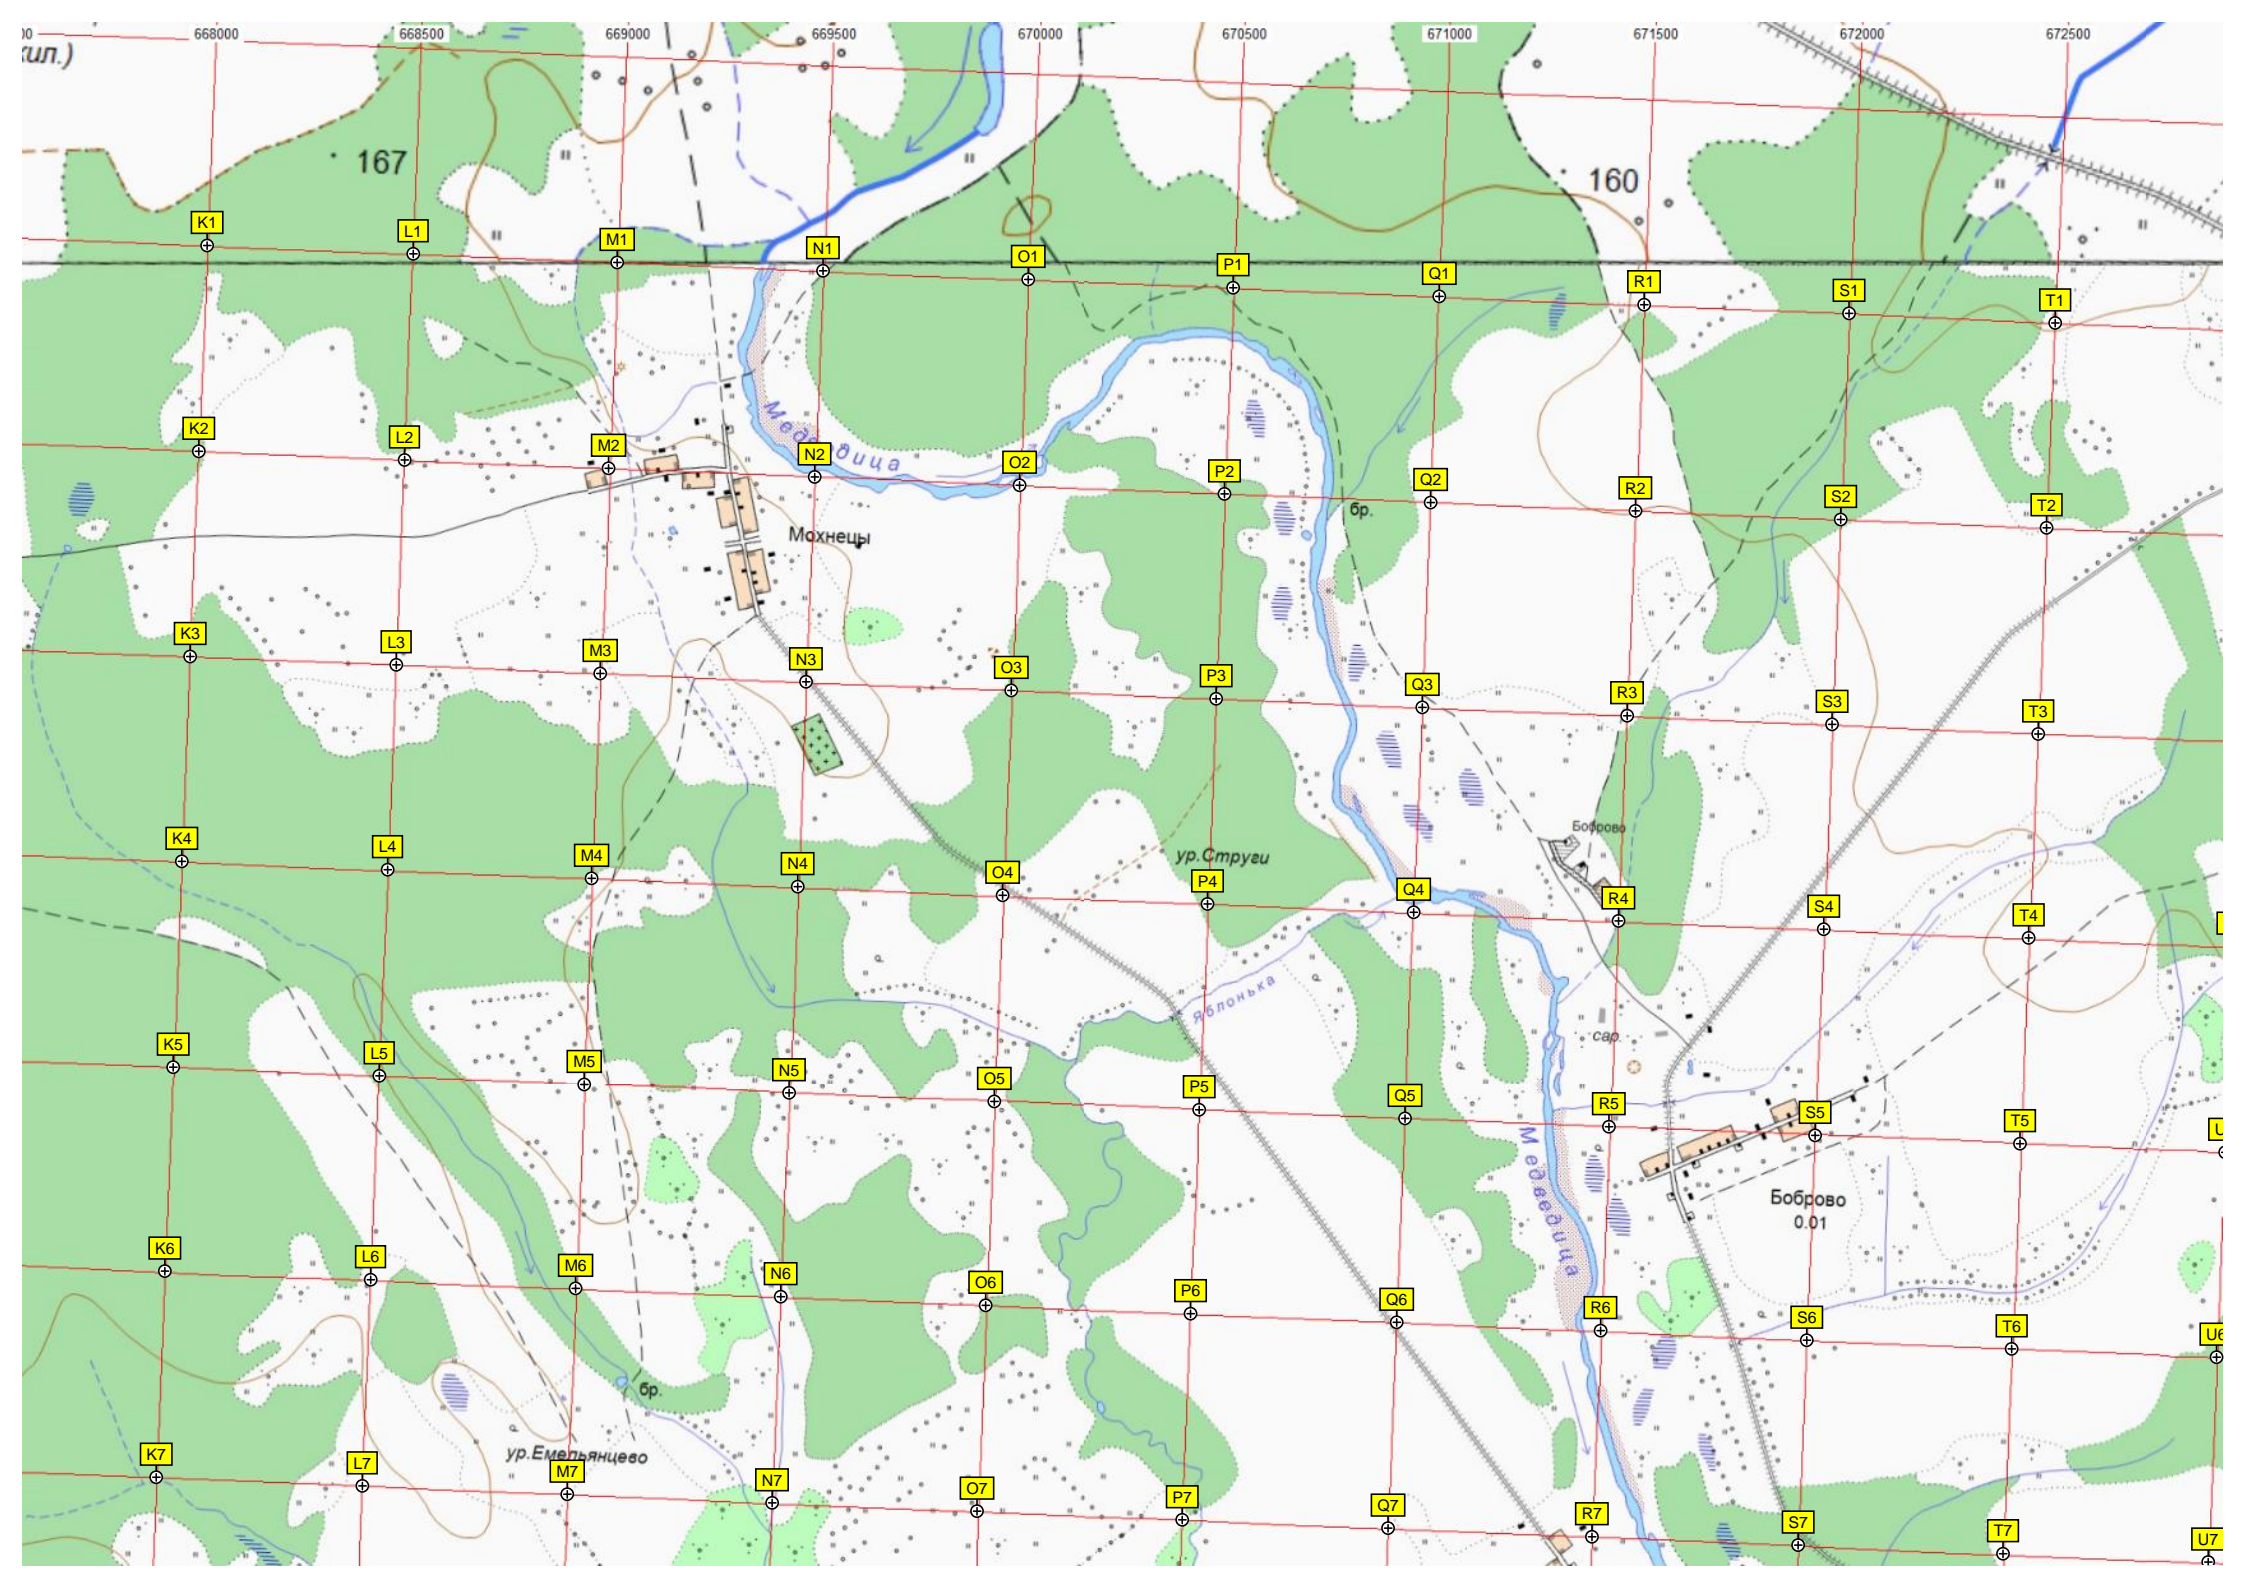 00 668000 668500 669000 669500 670000 670500 671000 671500 672000 672500
кил.)
167
160
K1 L1 M1 N1 O1 P1 Q1 R1 S1 T1
Медведица
K2 L2 M2 N2 O2 P2 Q2 R2 S2 T2
бр.
Мохнецы
K3 L3 M3 N3 O3 P3 Q3 R3 S3 T3
Боброво
ур.Струги
K4 L4 M4 N4 O4 P4 Q4 R4 S4 T4
Яблонька
сар.
K5 L5 M5 N5 O5 P5 Q5 R5 S5 T5 U
Медведица
Боброво
0.01
K6 L6 M6 N6 O6 P6 Q6 R6 S6 T6 U6
бр.
ур.Емельянцево
K7 L7 M7 N7 O7 P7 Q7 R7 S7 T7 U7